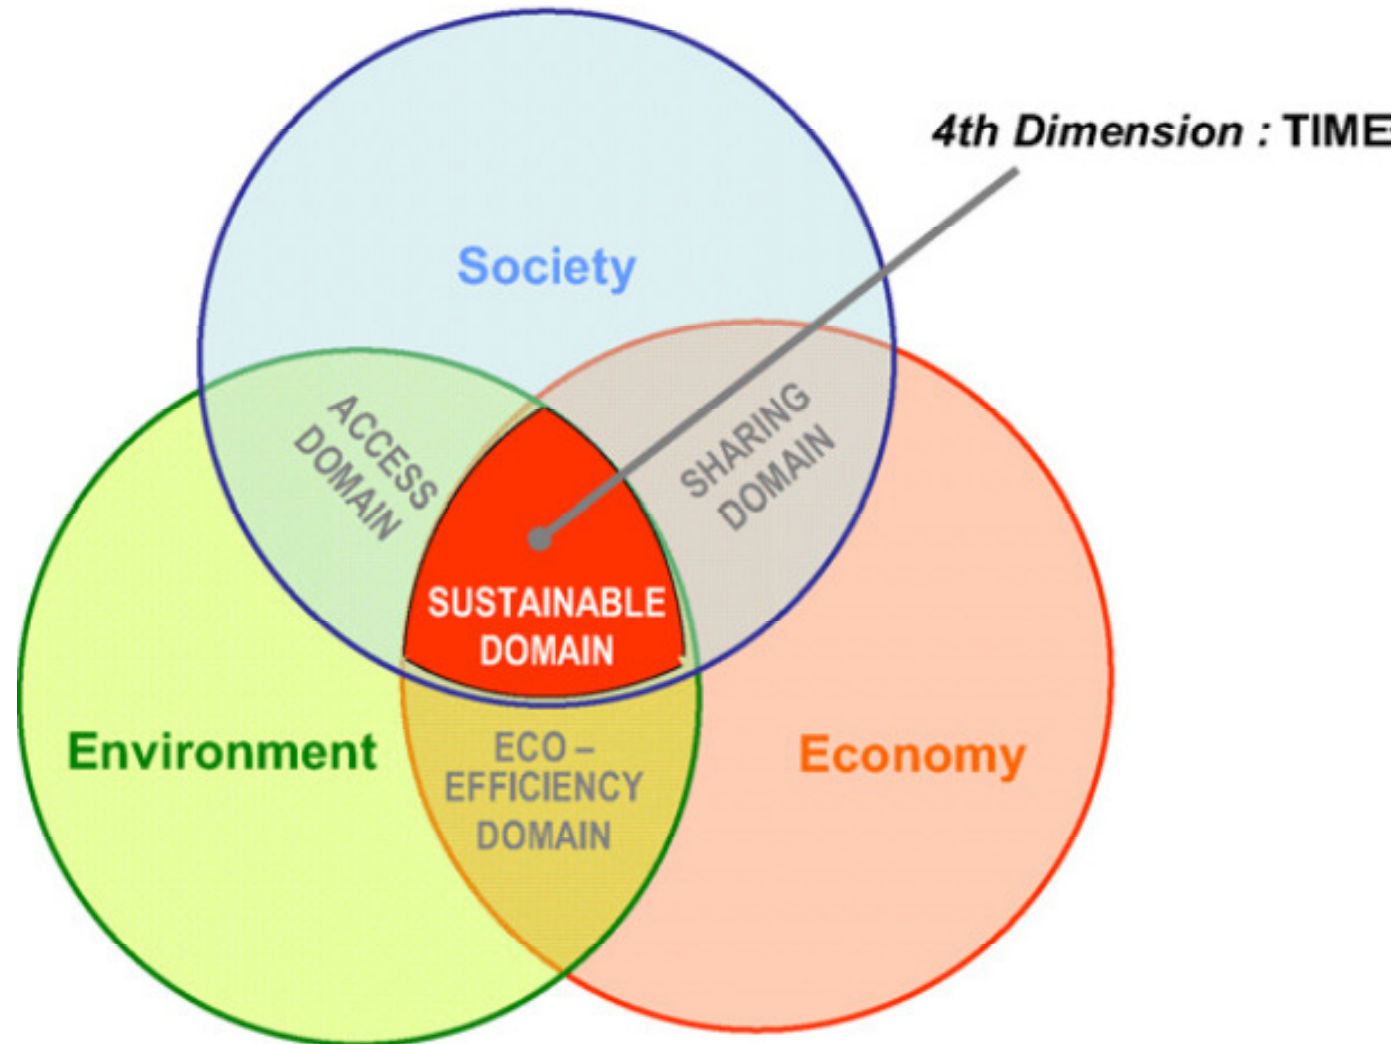 4th Dimension : TIME
Society
ACCESS
DOMAIN
SHARING
DOMAIN
SUSTAINABLE
DOMAIN
Environment
ECO –
EFFICIENCY
DOMAIN
Economy